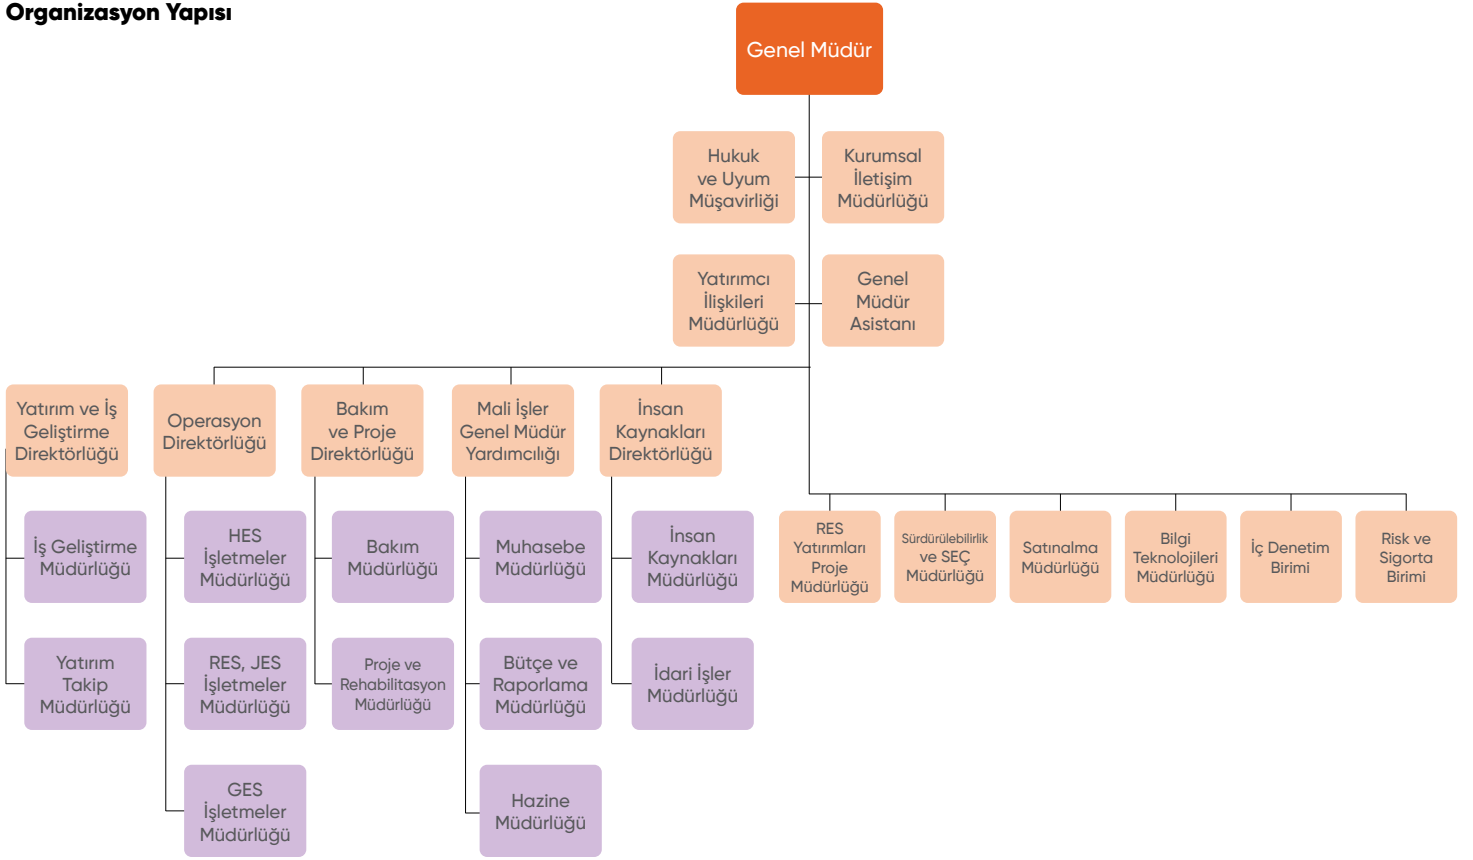 Organizasyon Yapısı
Genel Müdür
Hukuk
ve Uyum
Müşavirliği
Kurumsal
İletişim
Müdürlüğü
Yatırımcı
İlişkileri
Müdürlüğü
Genel
Müdür
Asistanı
Yatırım ve İş
Geliştirme
Direktörlüğü
Operasyon
Direktörlüğü
Bakım
ve Proje
Direktörlüğü
Mali İşler
Genel Müdür
Yardımcılığı
İnsan
Kaynakları
Direktörlüğü
İş Geliştirme
Müdürlüğü
HES
İşletmeler
Müdürlüğü
Bakım
Müdürlüğü
Muhasebe
Müdürlüğü
İnsan
Kaynakları
Müdürlüğü
RES
Yatırımları
Proje
Müdürlüğü
Sürdürülebilirlik
ve SEÇ
Müdürlüğü
Satınalma
Müdürlüğü
Bilgi
Teknolojileri
Müdürlüğü
İç Denetim
Birimi
Risk ve
Sigorta
Birimi
Yatırım
Takip
Müdürlüğü
RES, JES
İşletmeler
Müdürlüğü
Proje ve
Rehabilitasyon
Müdürlüğü
Bütçe ve
Raporlama
Müdürlüğü
İdari İşler
Müdürlüğü
GES
İşletmeler
Müdürlüğü
Hazine
Müdürlüğü